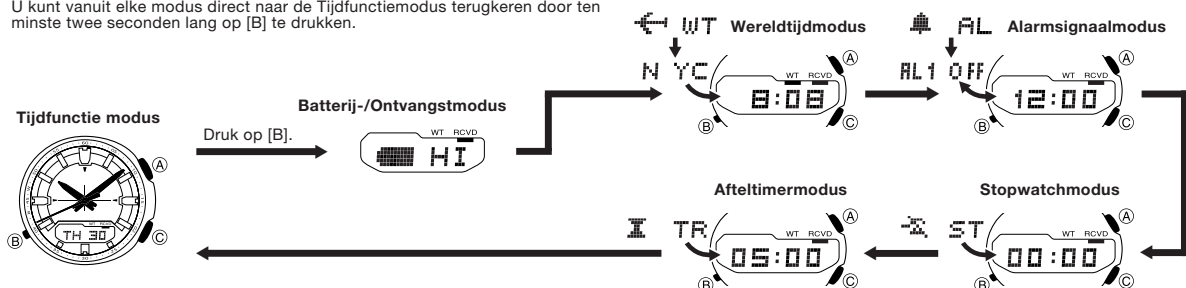 U kunt vanuit elke modus direct naar de Tijdfunctiemodus terugkeren door ten
minste twee seconden lang op [B] te drukken.
WT Wereldtijdmodus
AL Alarmsignaalmodus
N YC
WT RCVD
8:08
A
B
C
AL1 OFF
WT RCVD
12:00
A
B
C
Batterij-/Ontvangstmodus
WT RCVD
HI
Tijdfunctie modus
Druk op [B].
A
B
C
WT RCVD
TH 30
Afteltimermodus
TR
WT RCVD
05:00
A
B
C
Stopwatchmodus
ST
WT RCVD
00:00
A
B
C